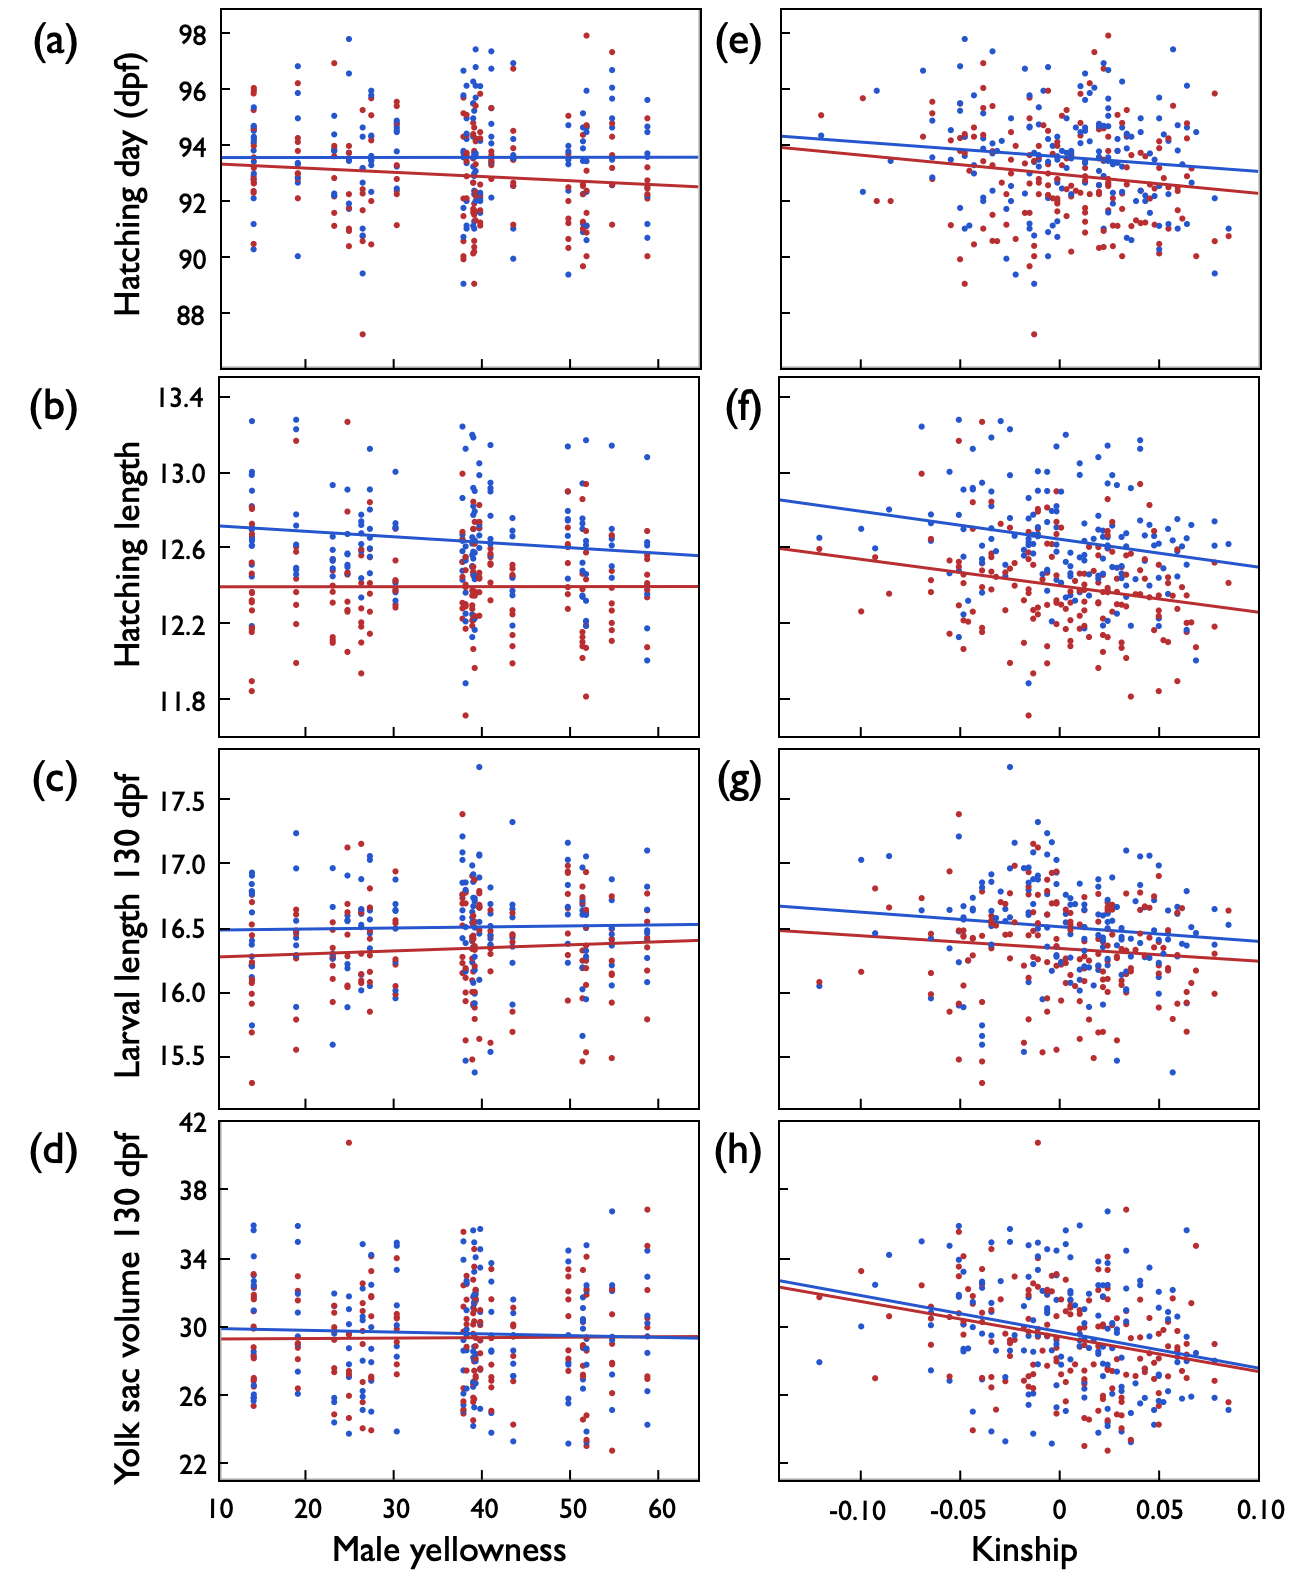 (a)
Hatching day (dpf)
98
96
94
92
90
88
(e)
(b)
Hatching length
13.4
13.0
12.6
12.2
11.8
(f)
(c)
Larval length 130 dpf
17.5
17.0
16.5
16.0
15.5
(g)
(d)
Yolk sac volume 130 dpf
42
38
34
30
26
22
(h)
10 20 30 40 50 60
Male yellowness
-0.10 -0.05 0 0.05 0.10
Kinship